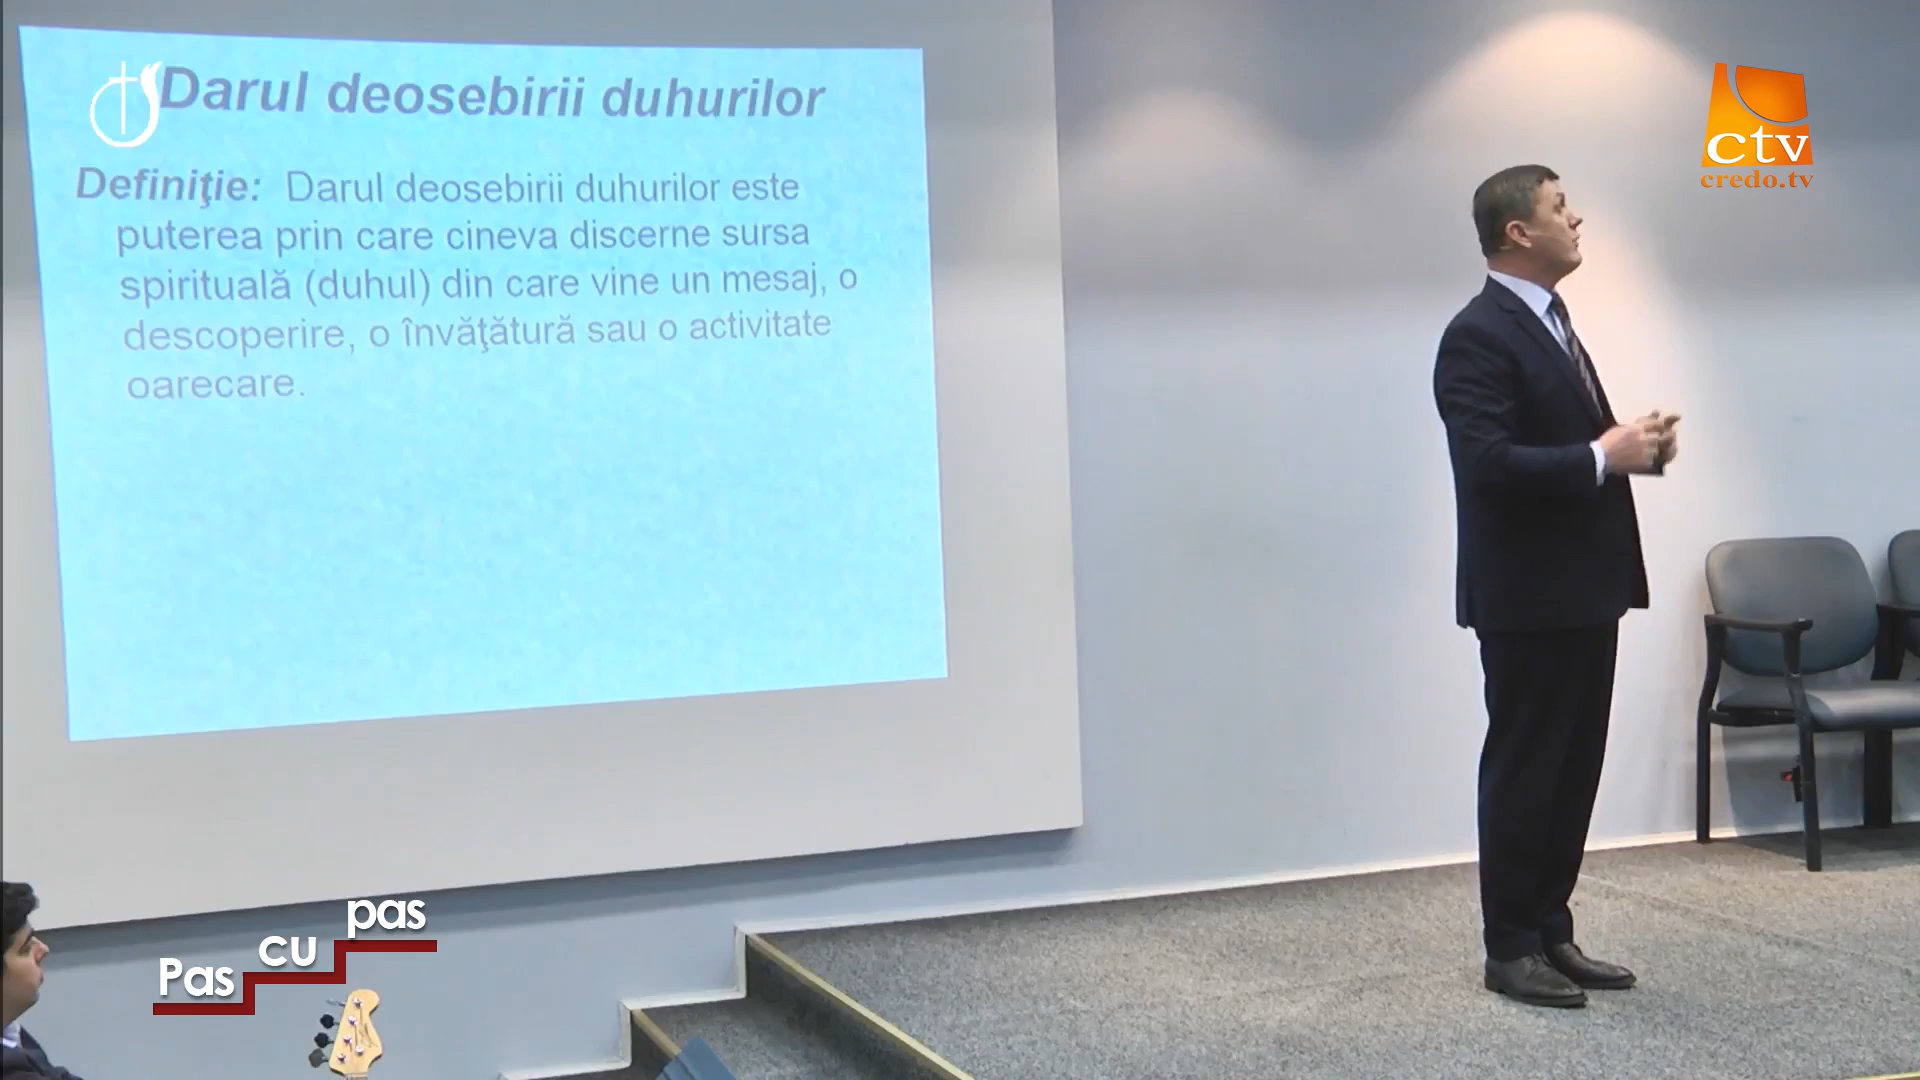 Darul deosebirii duhurilor
Definiţie: Darul deosebirii duhurilor este
puterea prin care cineva discerne sursa
spirituală (duhul) din care vine un mesaj, o
descoperire, o învăţătură sau o activitate
oarecare.
ctv
credo.tv
Pas cu pas